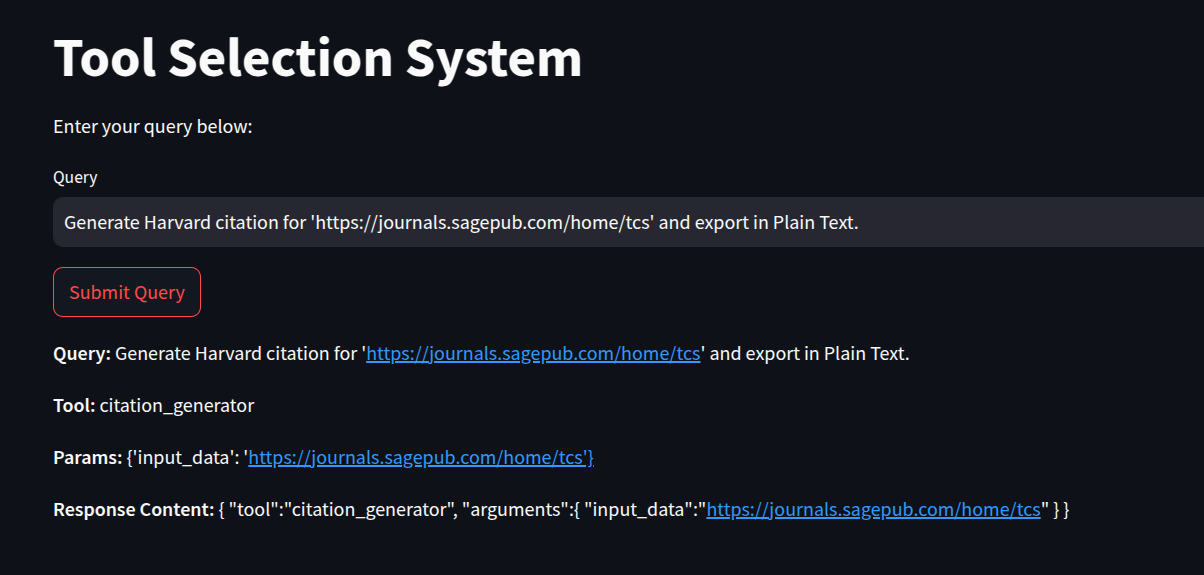 Tool Selection System
Enter your query below:
Query
Generate Harvard citation for 'https://journals.sagepub.com/home/tcs' and export in Plain Text.
Submit Query
Query: Generate Harvard citation for 'https://journals.sagepub.com/home/tcs' and export in Plain Text.
Tool: citation_generator
Params: {'input_data': 'https://journals.sagepub.com/home/tcs'}
Response Content: { "tool":"citation_generator", "arguments":{ "input_data":"https://journals.sagepub.com/home/tcs" } }